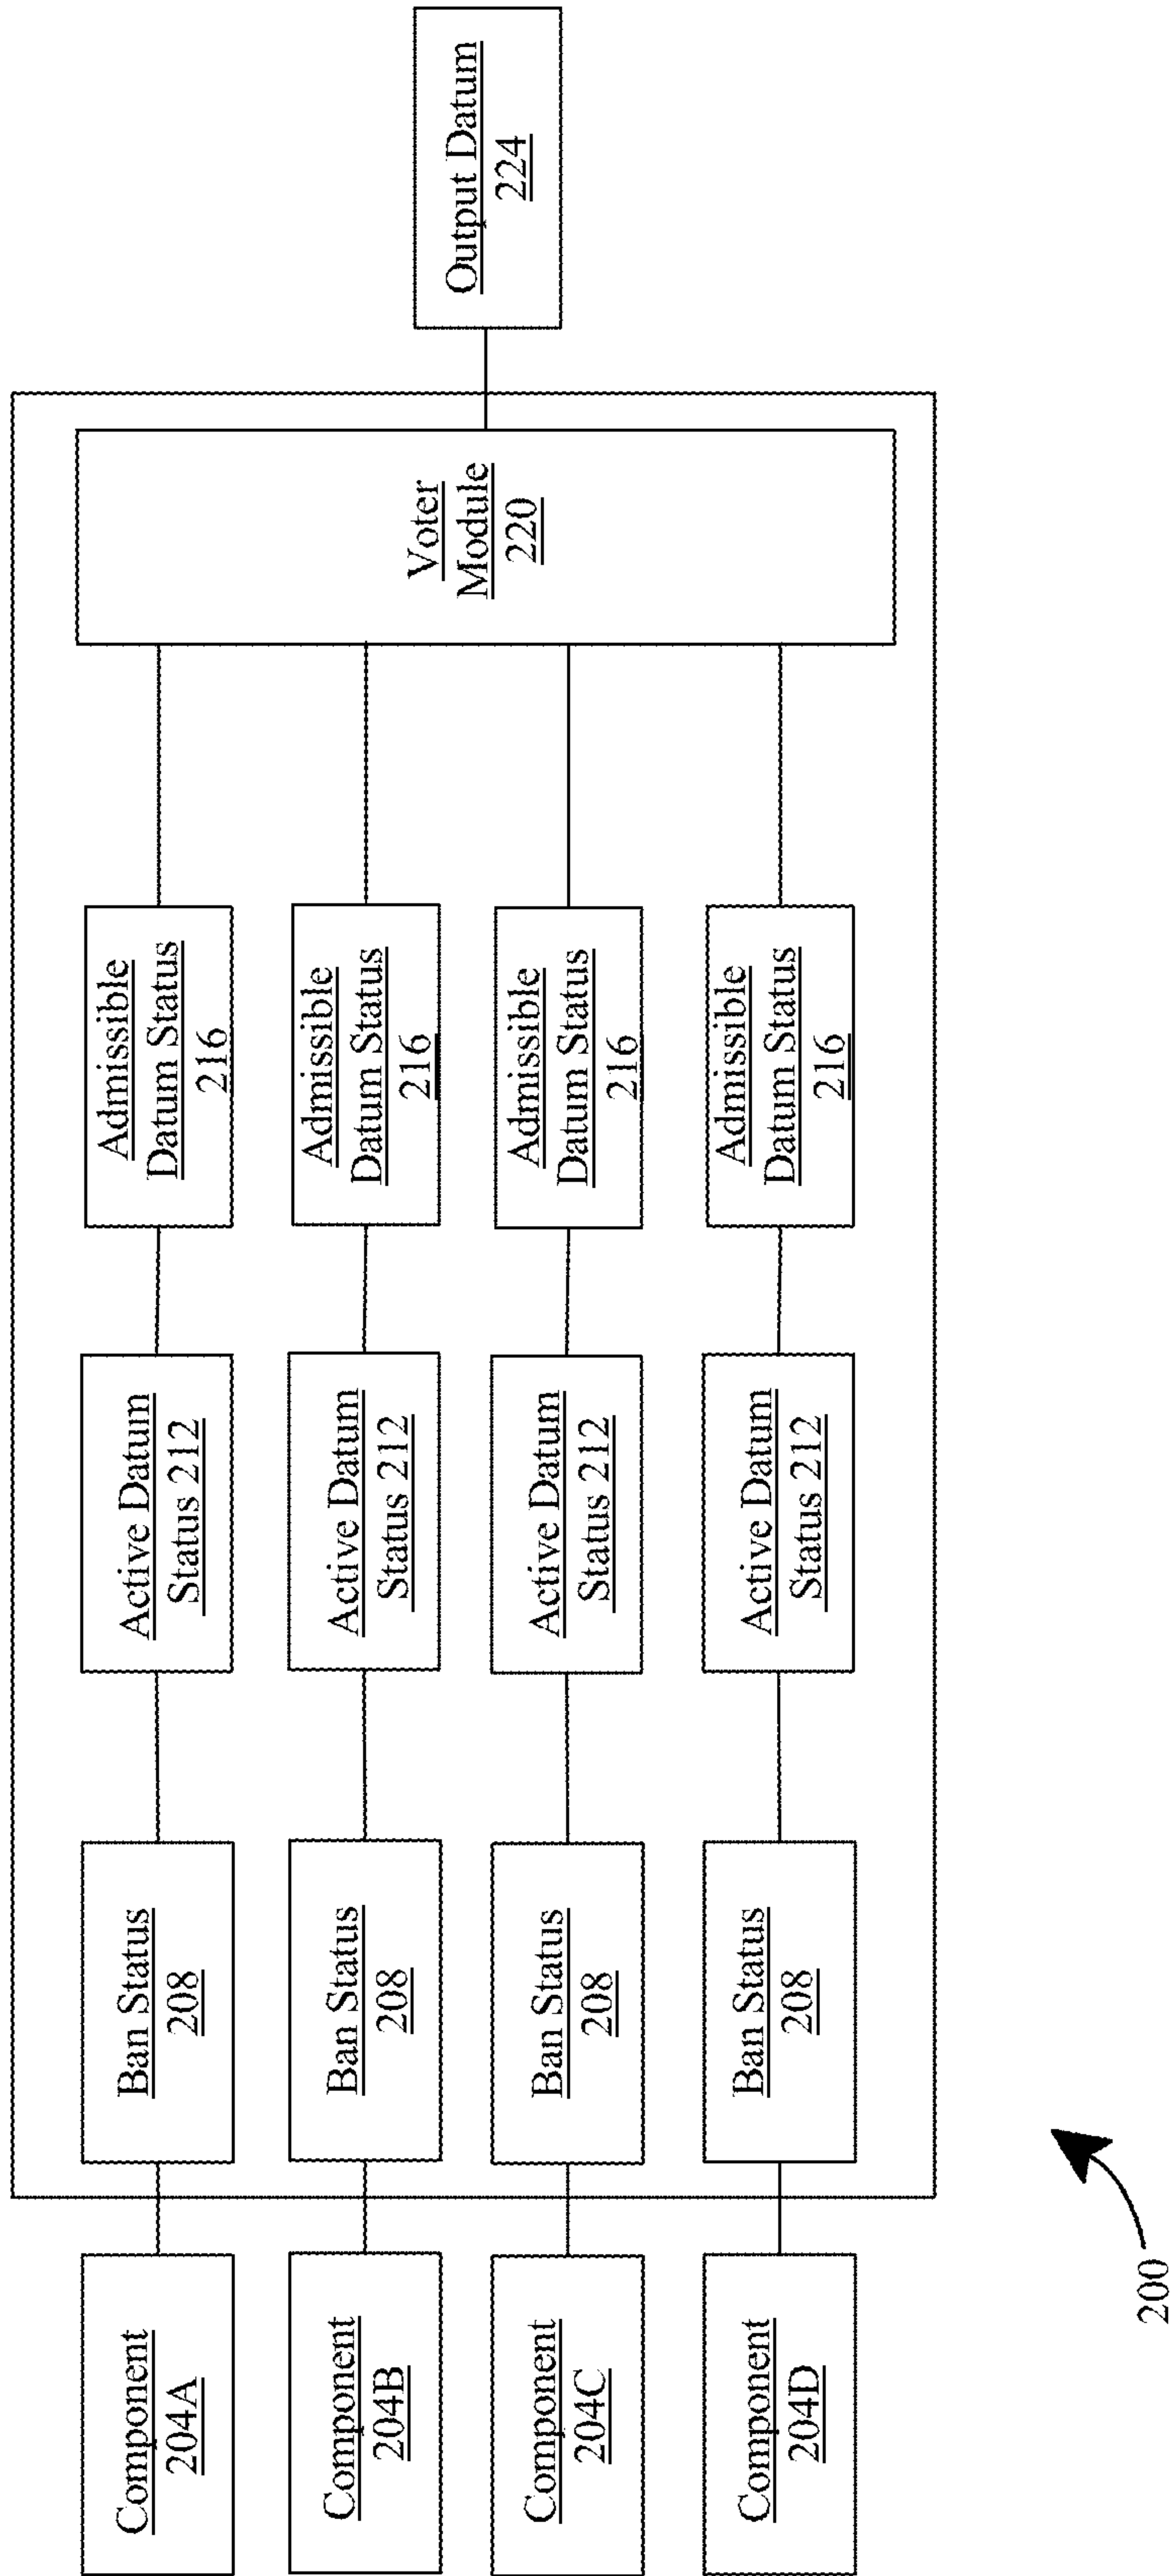 Component
204A
Ban Status
208
Active Datum
Status 212
Admissible
Datum Status
216
Component
204B
Ban Status
208
Active Datum
Status 212
Admissible
Datum Status
216
Component
204C
Ban Status
208
Active Datum
Status 212
Admissible
Datum Status
216
Component
204D
Ban Status
208
Active Datum
Status 212
Admissible
Datum Status
216
Voter
Module
220
Output Datum
224
200